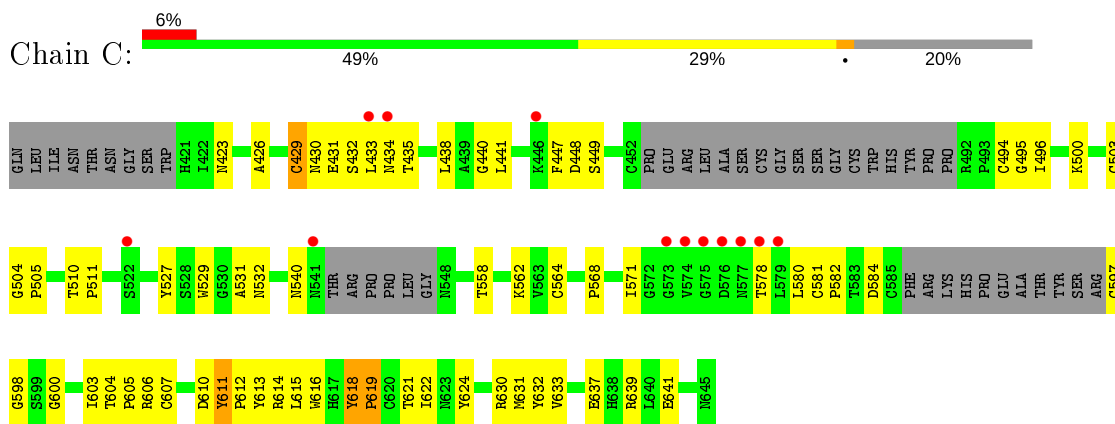 6%
Chain C:
49% 29% • 20%
GLN LEU ILE ASN THR ASN GLY SER TRP H421 I422 N423 A426 C429 N430 E431 S432 L433 N434 T435 L438 A439 G440 L441 K446 F447 D448 S449 C452 PRO GLU ARG LEU ALA SER CYS GLY SER SER GLY CYS TRP HIS TYR PRO PRO R492 P493 C494 G495 I496 K500 C503
G504 P505 T510 P511 S522 Y527 S528 W529 G530 A531 N532 N540 N541 THR ARG PRO PRO LEU GLY N548 T558 K562 V563 C564 P568 I571 G572 G573 V574 G575 D576 N577 T578 L579 L580 C581 P582 T583 D584 C585 PHE ARG LYS HIS PRO GLU ALA THR TYR SER ARG C597
G598 S599 G600 I603 T604 P605 R606 C607 D610 Y611 P612 Y613 R614 L615 W616 H617 Y618 P619 C620 T621 I622 N623 Y624 R630 M631 Y632 V633 E637 H638 R639 L640 E641 N645